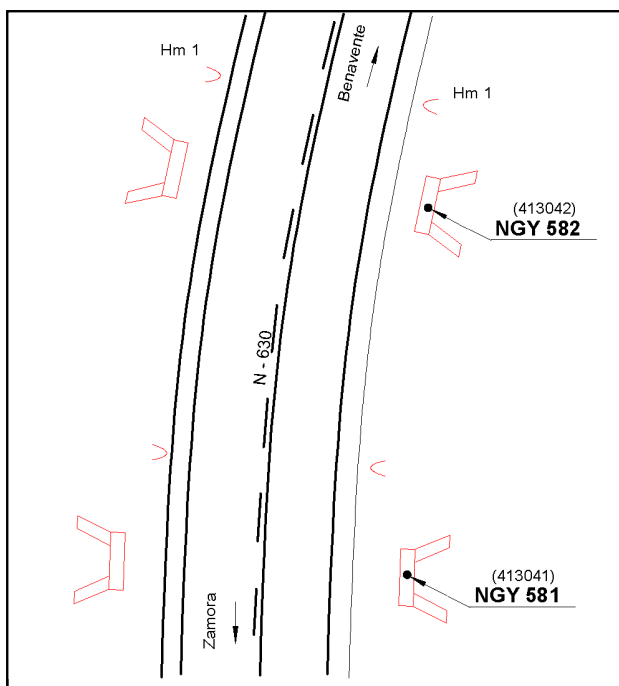 Hm 1
Benavente
Hm 1
(413042)
NGY 582
N - 630
(413041)
NGY 581
Zamora